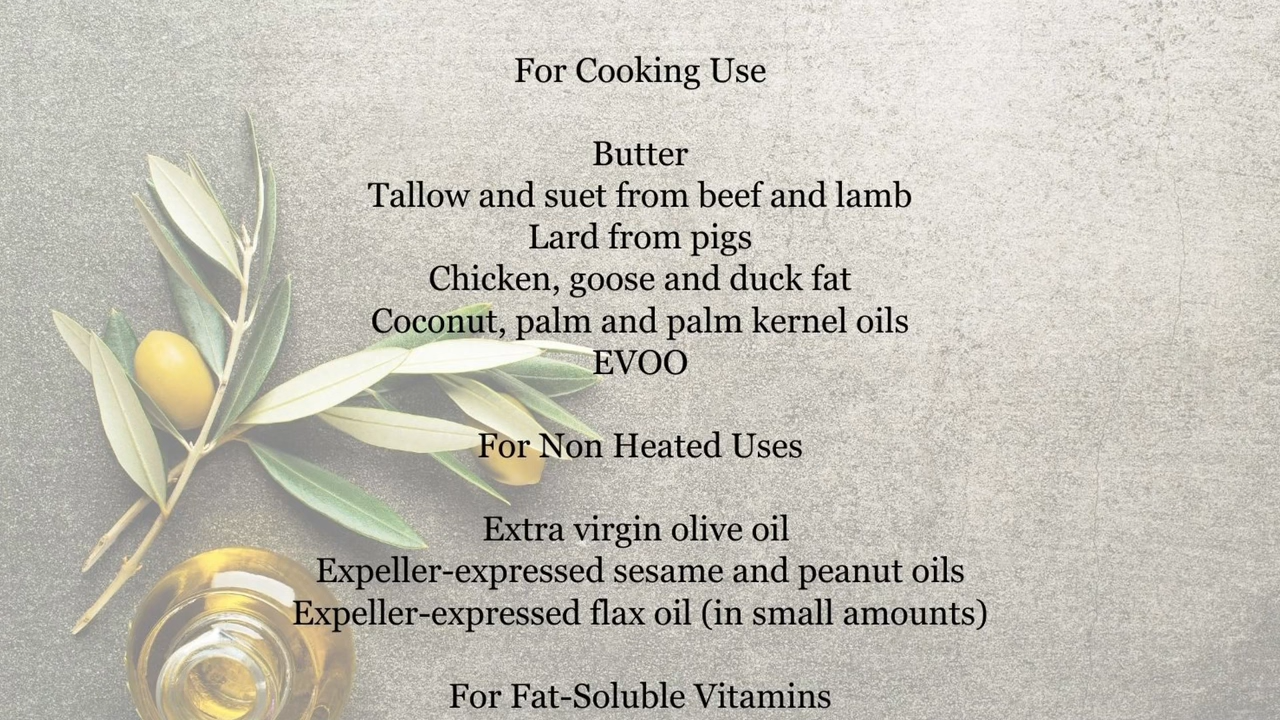 For Cooking Use
Butter
Tallow and suet from beef and lamb
Lard from pigs
Chicken, goose and duck fat
Coconut, palm and palm kernel oils
EVOO
For Non Heated Uses
Extra virgin olive oil
Expeller-expressed sesame and peanut oils
Expeller-expressed flax oil (in small amounts)
For Fat-Soluble Vitamins